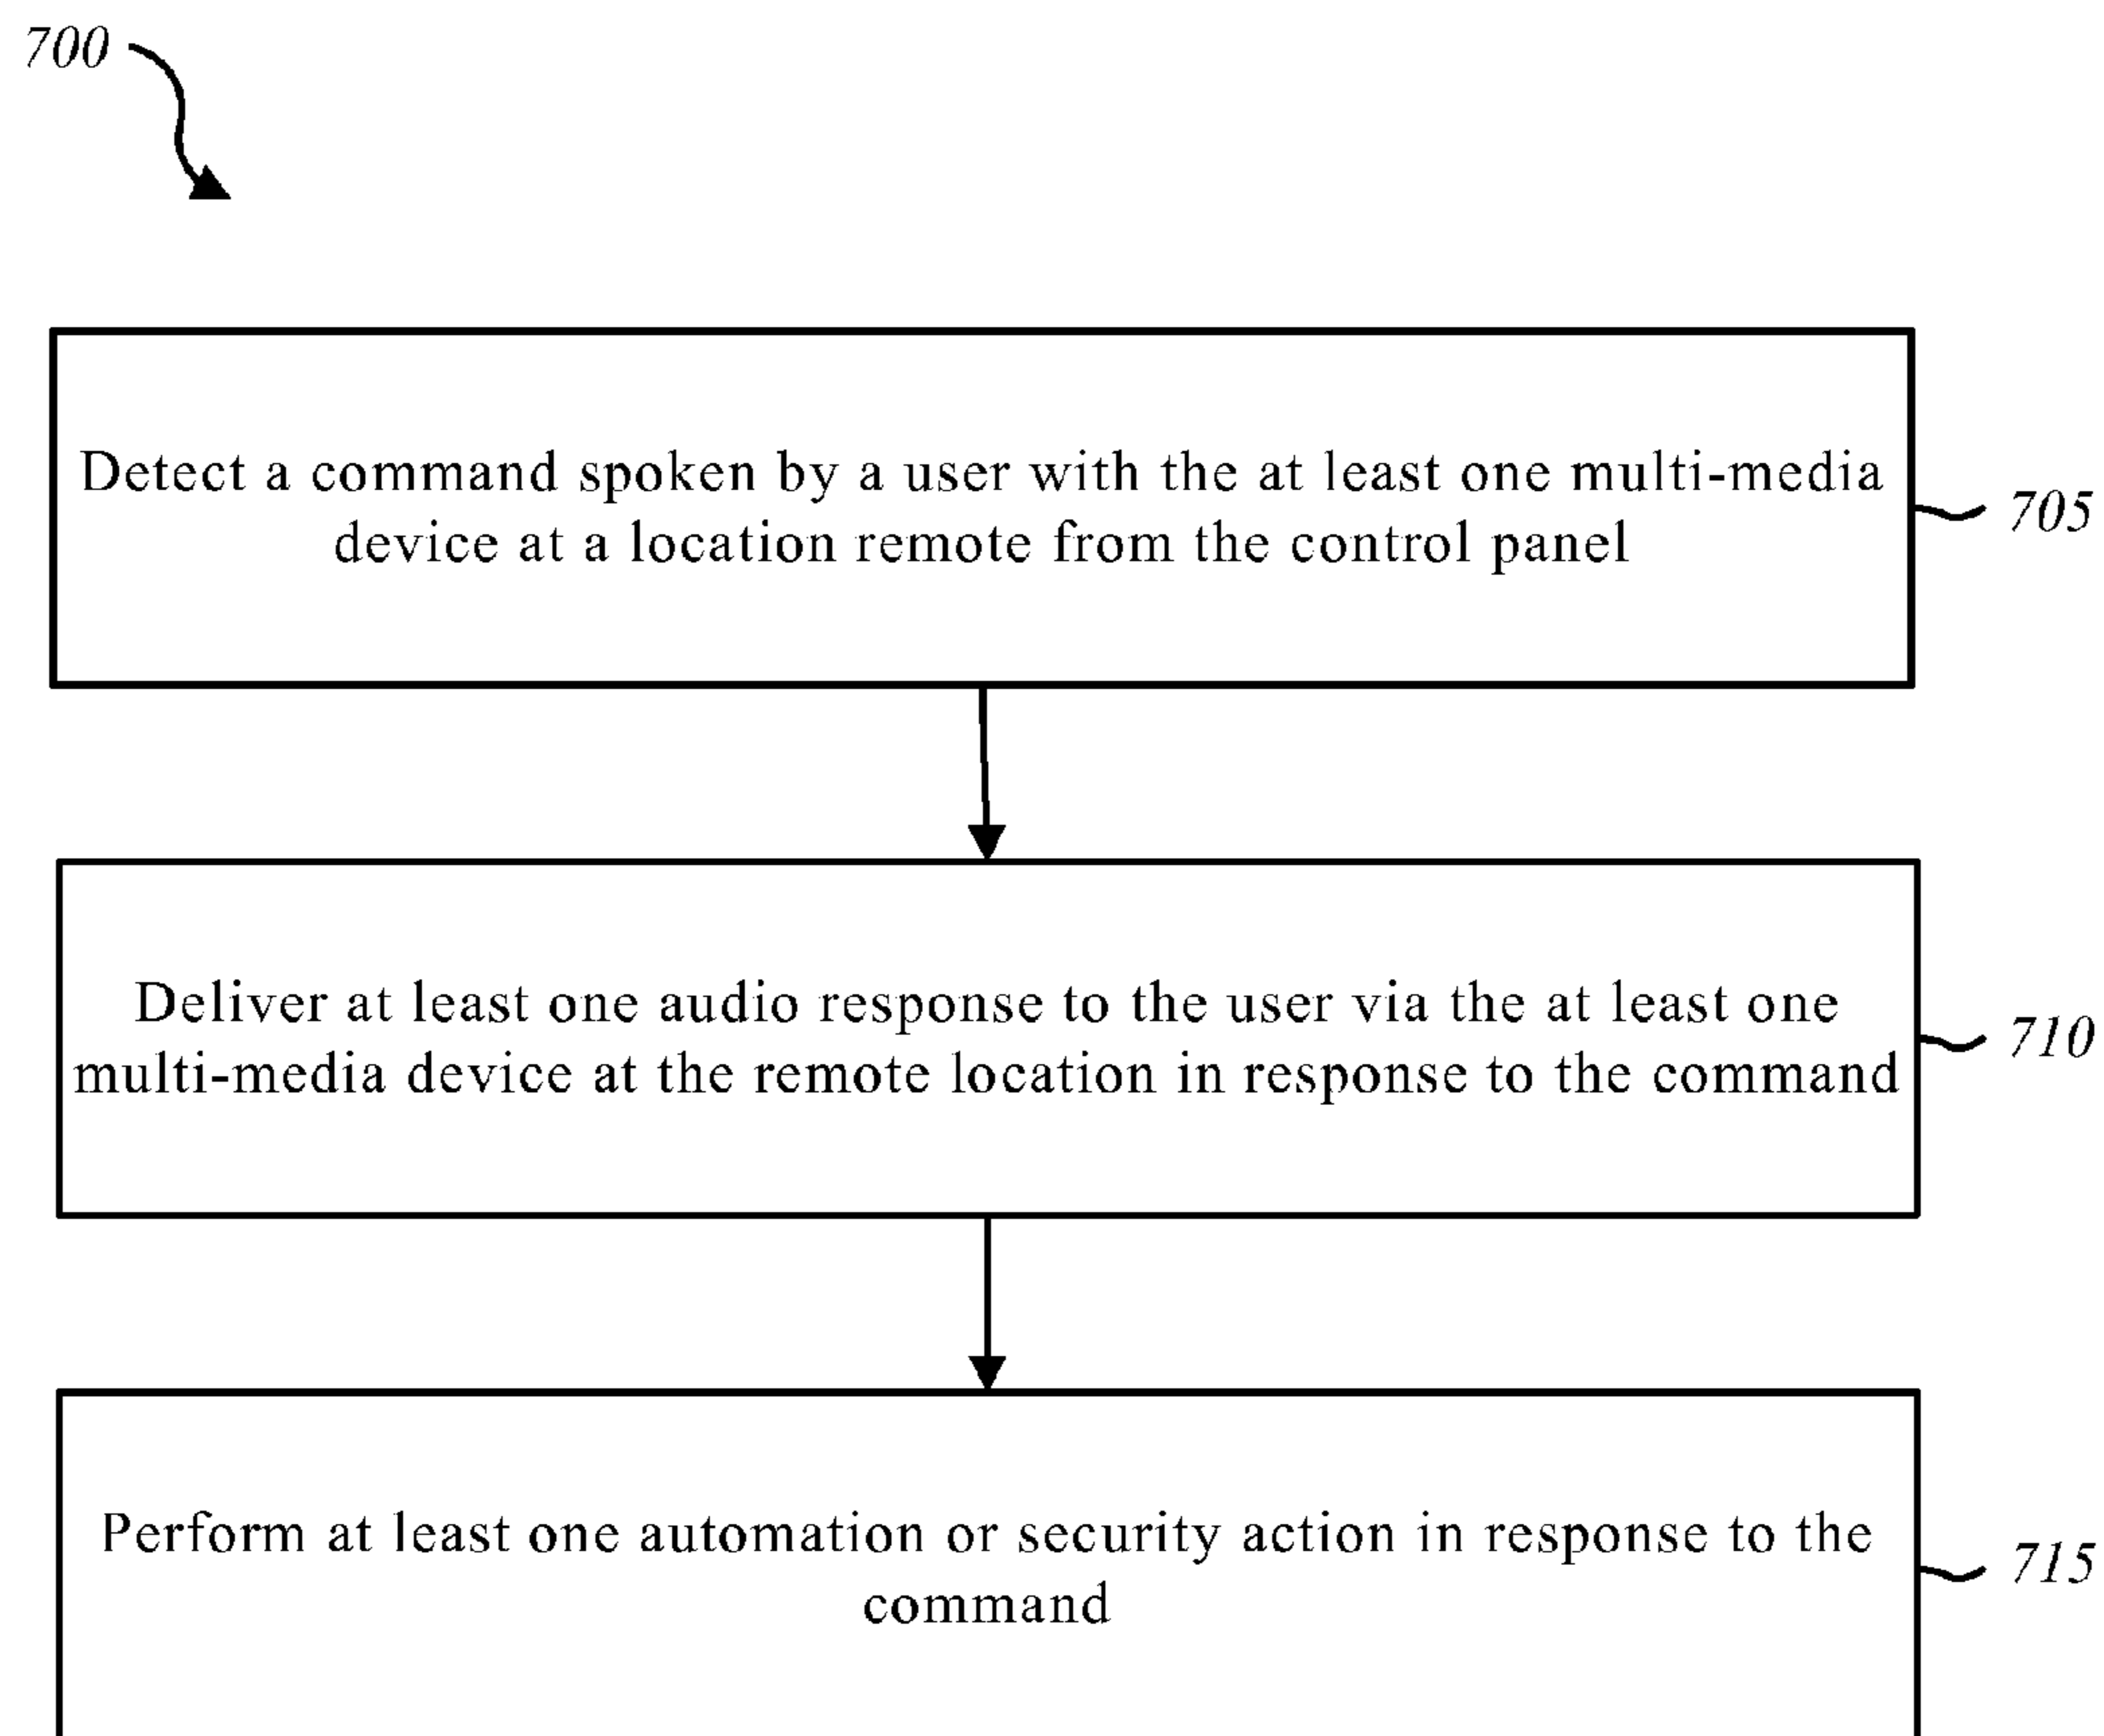 700
Detect a command spoken by a user with the at least one multi-media
device at a location remote from the control panel
705
Deliver at least one audio response to the user via the at least one
multi-media device at the remote location in response to the command
710
Perform at least one automation or security action in response to the
command
715